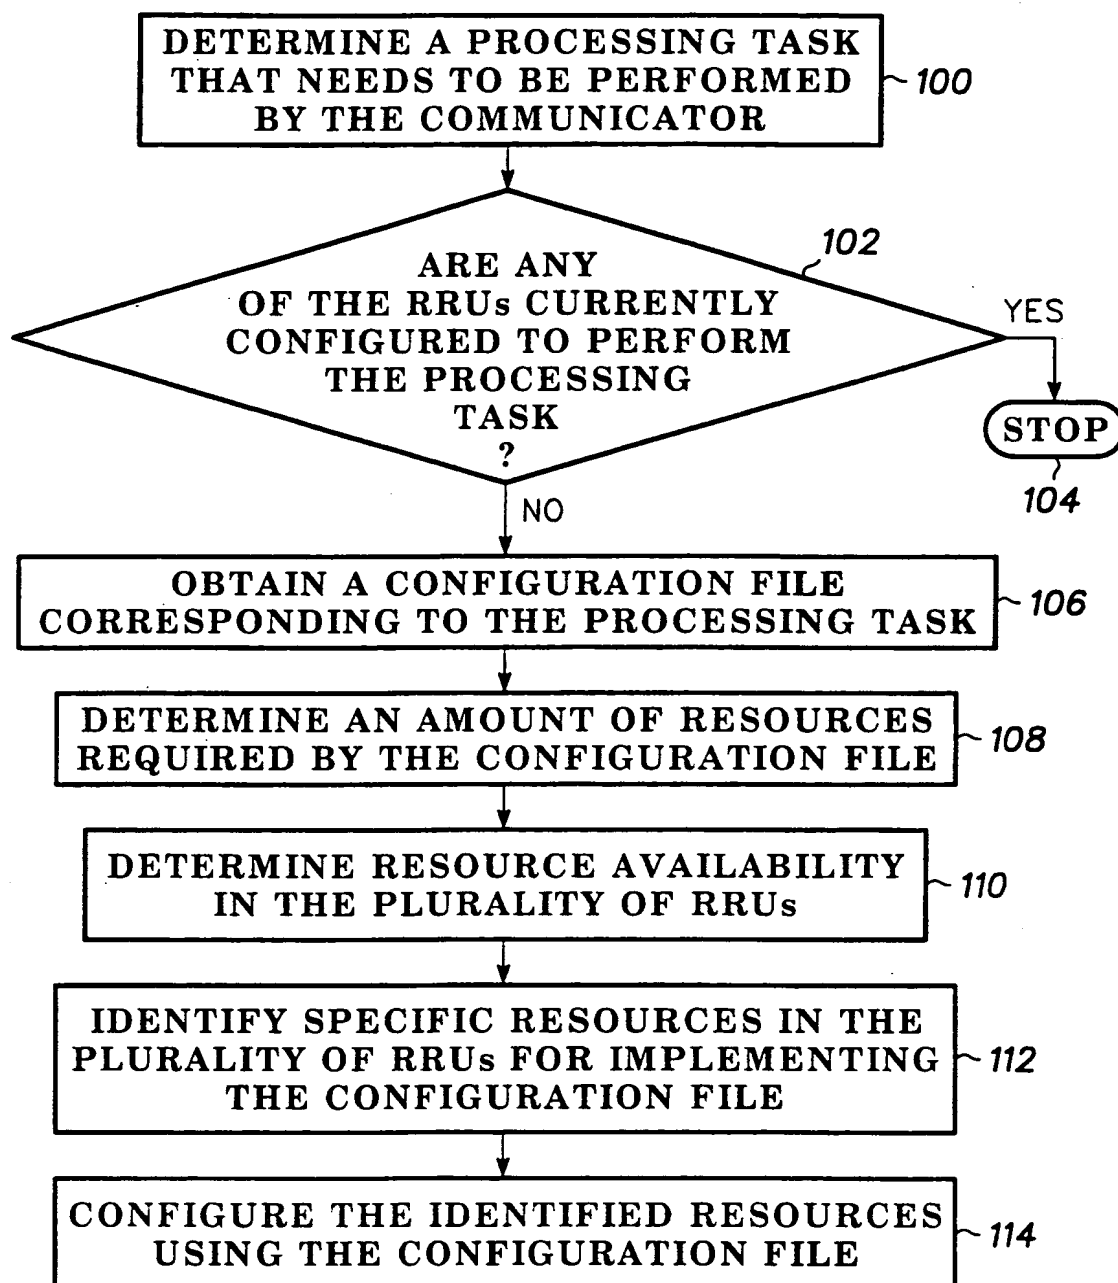 DETERMINE A PROCESSING TASK
THAT NEEDS TO BE PERFORMED
BY THE COMMUNICATOR
100
102
ARE ANY
OF THE RRUs CURRENTLY
CONFIGURED TO PERFORM
THE PROCESSING
TASK
?
YES
STOP
104
NO
OBTAIN A CONFIGURATION FILE
CORRESPONDING TO THE PROCESSING TASK
106
DETERMINE AN AMOUNT OF RESOURCES
REQUIRED BY THE CONFIGURATION FILE
108
DETERMINE RESOURCE AVAILABILITY
IN THE PLURALITY OF RRUs
110
IDENTIFY SPECIFIC RESOURCES IN THE
PLURALITY OF RRUs FOR IMPLEMENTING
THE CONFIGURATION FILE
112
CONFIGURE THE IDENTIFIED RESOURCES
USING THE CONFIGURATION FILE
114